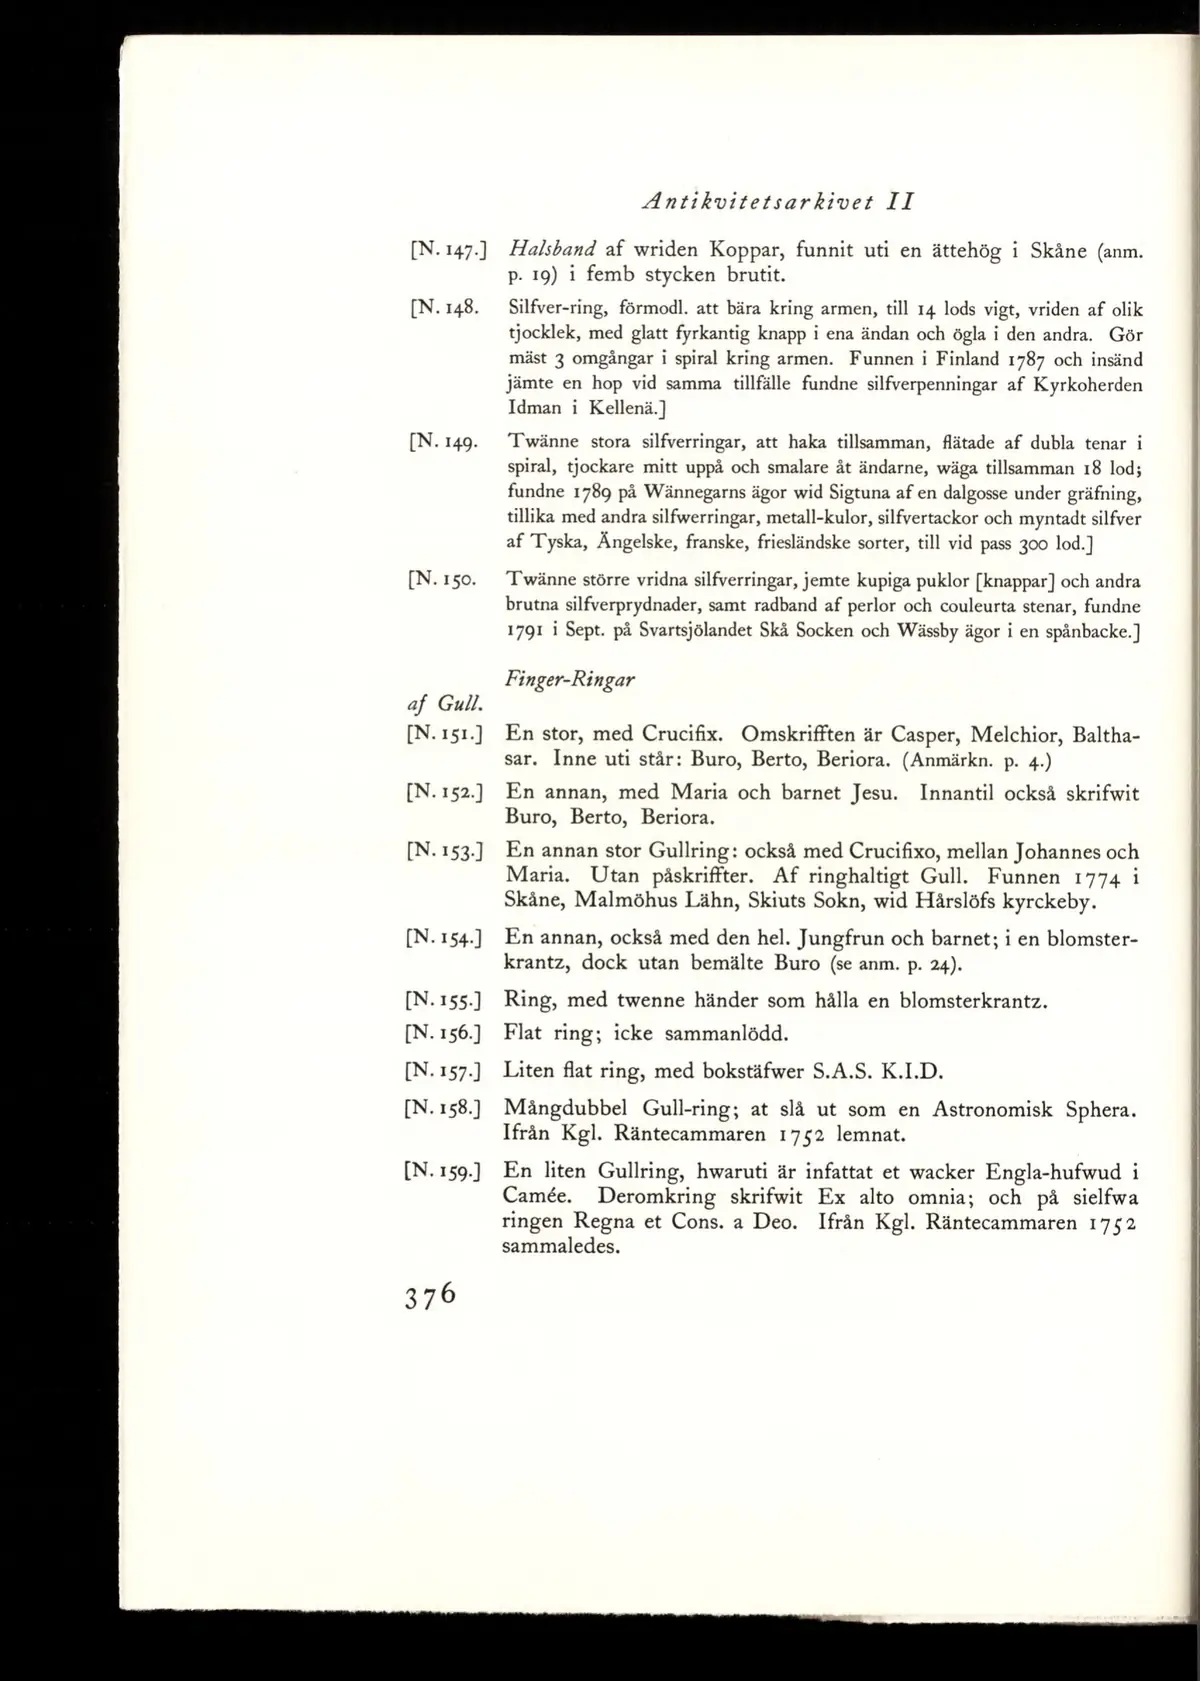 Antikvitetsarkivet II
[N. 147.] Halsband af wriden Koppar, funnit uti en ättehög i Skåne (anm.
p. 19) i femb stycken brutit.
[N. 148. Silfver-ring, förmodl. att bära kring armen, till 14 lods vigt, vriden af olik
tjocklek, med glatt fyrkantig knapp i ena ändan och ögla i den andra. Gör
mäst 3 omgångar i spiral kring armen. Funnen i Finland 1787 och insänd
jämte en hop vid samma tillfälle fundne silfverpenningar af Kyrkoherden
Idman i Kellenä.]
[N. 149. Twänne stora silfverringar, att haka tillsamman, flätade af dubla tenar i
spiral, tjockare mitt uppå och smalare åt ändarne, wäga tillsamman 18 lod;
fundne 1789 på Wännegarns ägor wid Sigtuna af en dalgosse under gräfning,
tillika med andra silfwerringar, metall-kulor, silfvertackor och myntadt silfver
af Tyska, Ängelske, franske, friesländske sorter, till vid pass 300 lod.]
[N. 150. Twänne större vridna silfverringar, jemte kupiga puklor [knappar] och andra
brutna silfverprydnader, samt radband af perlor och couleurta stenar, fundne
1791 i Sept. på Svartsjölandet Skå Socken och Wässby ägor i en spånbacke.]
Finger-Ringar
af Gull.
[N. 151.] En stor, med Crucifix. Omskrifften är Casper, Melchior, Baltha-
sar. Inne uti står: Buro, Berto, Beriora. (Anmärkn. p. 4.)
[N. 152.] En annan, med Maria och barnet Jesu. Innantil också skrifwit
Buro, Berto, Beriora.
[N. 153.] En annan stor Gullring: också med Crucifixo, mellan Johannes och
Maria. Utan påskriffter. Af ringhaltigt Gull. Funnen 1774 i
Skåne, Malmöhus Lähn, Skiuts Sokn, wid Hårslöfs kyrckeby.
[N. 154.] En annan, också med den hel. Jungfrun och barnet; i en blomster-
krantz, dock utan bemälte Buro (se anm. p. 24).
[N. 155.] Ring, med twenne händer som hålla en blomsterkrantz.
[N. 156.] Flat ring; icke sammanlödd.
[N. 157.] Liten flat ring, med bokstäfwer S.A.S. K.I.D.
[N. 158.] Mångdubbel Gull-ring; at slå ut som en Astronomisk Sphera.
Ifrån Kgl. Räntecammaren 1752 lemnat.
[N. 159.] En liten Gullring, hwaruti är infattat et wacker Engla-hufwud i
Camée. Deromkring skrifwit Ex alto omnia; och på sielfwa
ringen Regna et Cons. a Deo. Ifrån Kgl. Räntecammaren 1752
sammaledes.
376